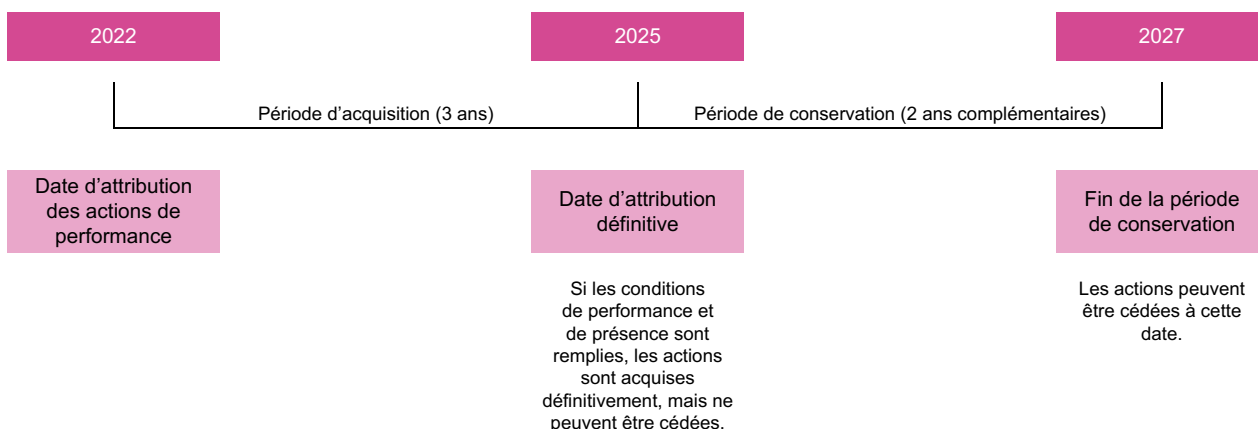 2022
2025
2027
Période d’acquisition (3 ans)
Période de conservation (2 ans complémentaires)
Date d’attribution
des actions de
performance
Date d’attribution
définitive
Fin de la période
de conservation
Si les conditions
de performance et
de présence sont
remplies, les actions
sont acquises
définitivement, mais ne
peuvent être cédées.
Les actions peuvent
être cédées à cette
date.